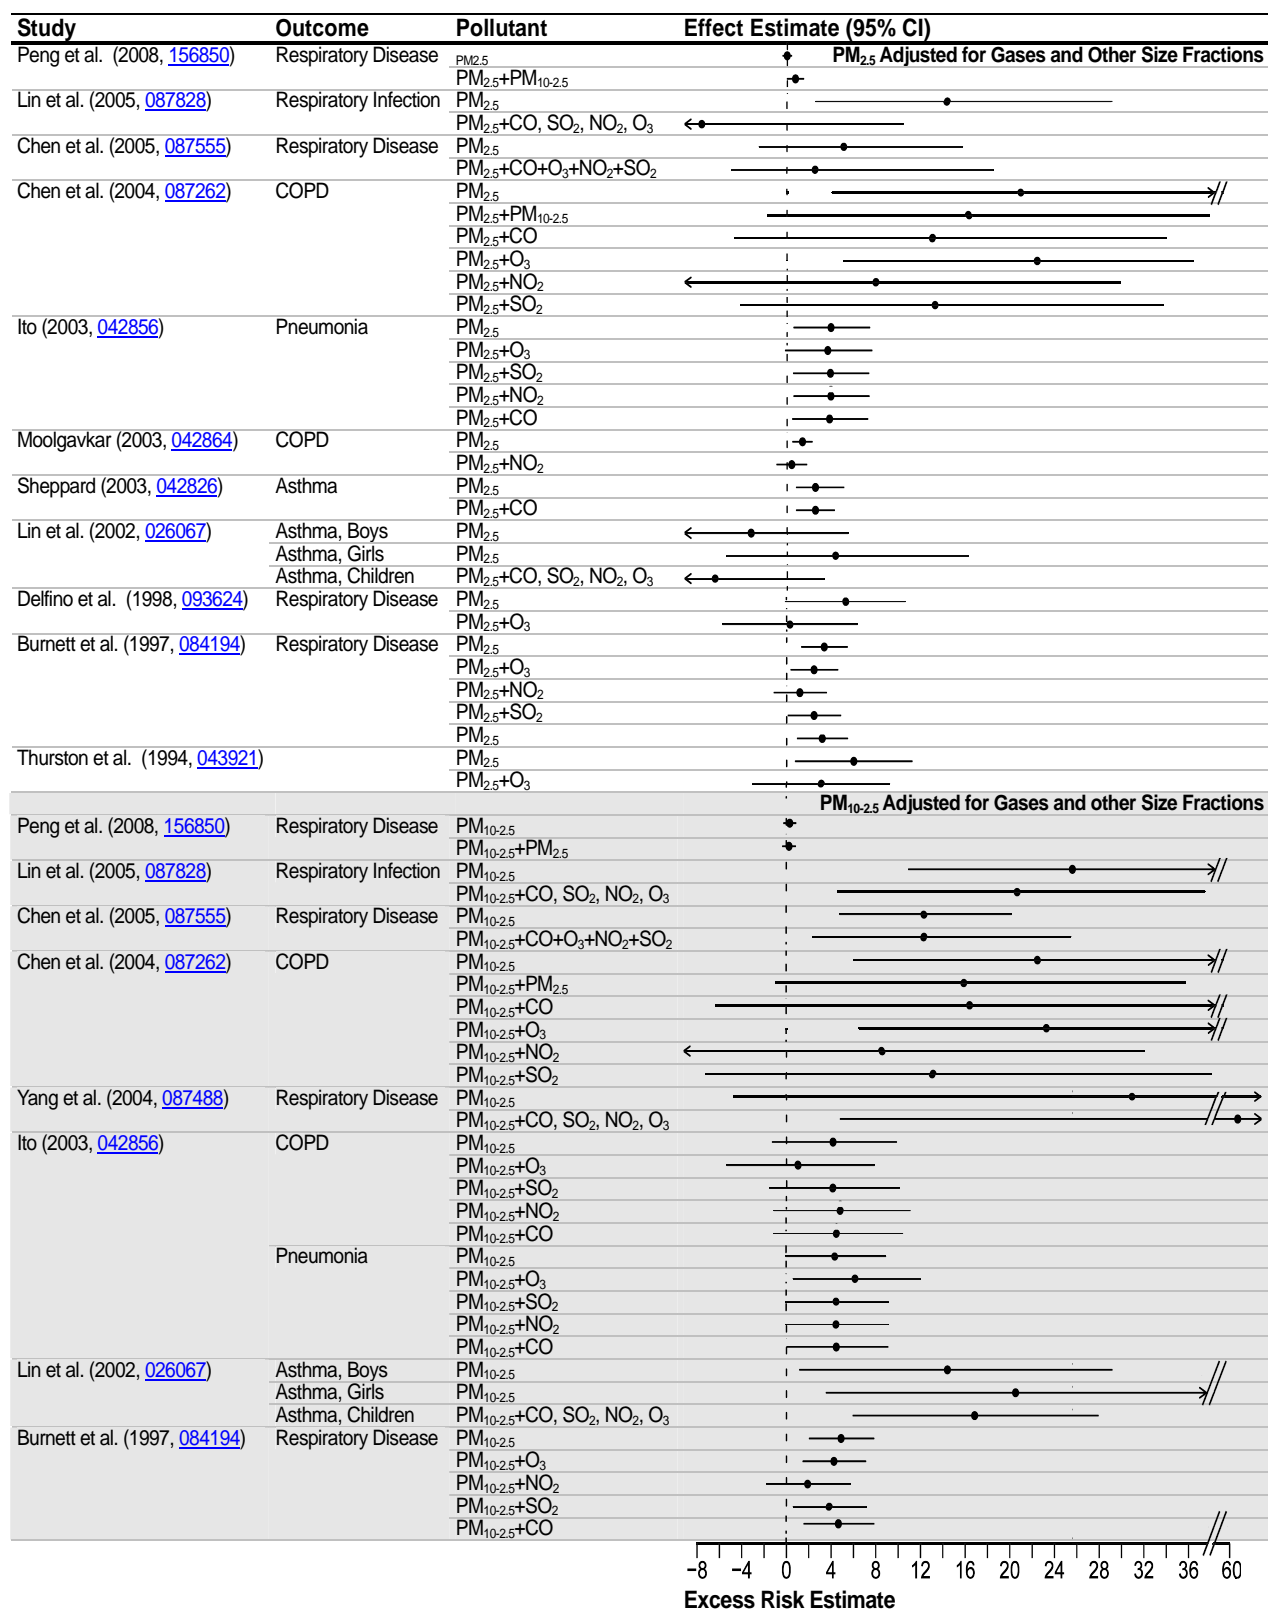 Study Outcome Pollutant Effect Estimate (95% CI)
Peng et al. (2008, 156850) Respiratory Disease PM2.5 PM2.5 Adjusted for Gases and Other Size Fractions
PM2.5+PM10-2.5
Lin et al. (2005, 087828) Respiratory Infection PM2.5
PM2.5+CO, SO2, NO2, O3
Chen et al. (2005, 087555) Respiratory Disease PM2.5
PM2.5+CO+O3+NO2+SO2
Chen et al. (2004, 087262) COPD PM2.5
PM2.5+PM10-2.5
PM2.5+CO
PM2.5+O3
PM2.5+NO2
PM2.5+SO2
Ito (2003, 042856) Pneumonia PM2.5
PM2.5+O3
PM2.5+SO2
PM2.5+NO2
PM2.5+CO
Moolgavkar (2003, 042864) COPD PM2.5
PM2.5+NO2
Sheppard (2003, 042826) Asthma PM2.5
PM2.5+CO
Lin et al. (2002, 026067) Asthma, Boys PM2.5
Asthma, Girls PM2.5
Asthma, Children PM2.5+CO, SO2, NO2, O3
Delfino et al. (1998, 093624) Respiratory Disease PM2.5
PM2.5+O3
Burnett et al. (1997, 084194) Respiratory Disease PM2.5
PM2.5+O3
PM2.5+NO2
PM2.5+SO2
PM2.5
Thurston et al. (1994, 043921) PM2.5
PM2.5+O3
PM10-2.5 Adjusted for Gases and other Size Fractions
Peng et al. (2008, 156850) Respiratory Disease PM10-2.5
PM10-2.5+PM2.5
Lin et al. (2005, 087828) Respiratory Infection PM10-2.5
PM10-2.5+CO, SO2, NO2, O3
Chen et al. (2005, 087555) Respiratory Disease PM10-2.5
PM10-2.5+CO+O3+NO2+SO2
Chen et al. (2004, 087262) COPD PM10-2.5
PM10-2.5+PM2.5
PM10-2.5+CO
PM10-2.5+O3
PM10-2.5+NO2
PM10-2.5+SO2
Yang et al. (2004, 087488) Respiratory Disease PM10-2.5
PM10-2.5+CO, SO2, NO2, O3
Ito (2003, 042856) COPD PM10-2.5
PM10-2.5+O3
PM10-2.5+SO2
PM10-2.5+NO2
PM10-2.5+CO
Pneumonia PM10-2.5
PM10-2.5+O3
PM10-2.5+SO2
PM10-2.5+NO2
PM10-2.5+CO
Lin et al. (2002, 026067) Asthma, Boys PM10-2.5
Asthma, Girls PM10-2.5
Asthma, Children PM10-2.5+CO, SO2, NO2, O3
Burnett et al. (1997, 084194) Respiratory Disease PM10-2.5
PM10-2.5+O3
PM10-2.5+NO2
PM10-2.5+SO2
PM10-2.5+CO
−8 −4 0 4 8 12 16 20 24 28 32 36 60
Excess Risk Estimate